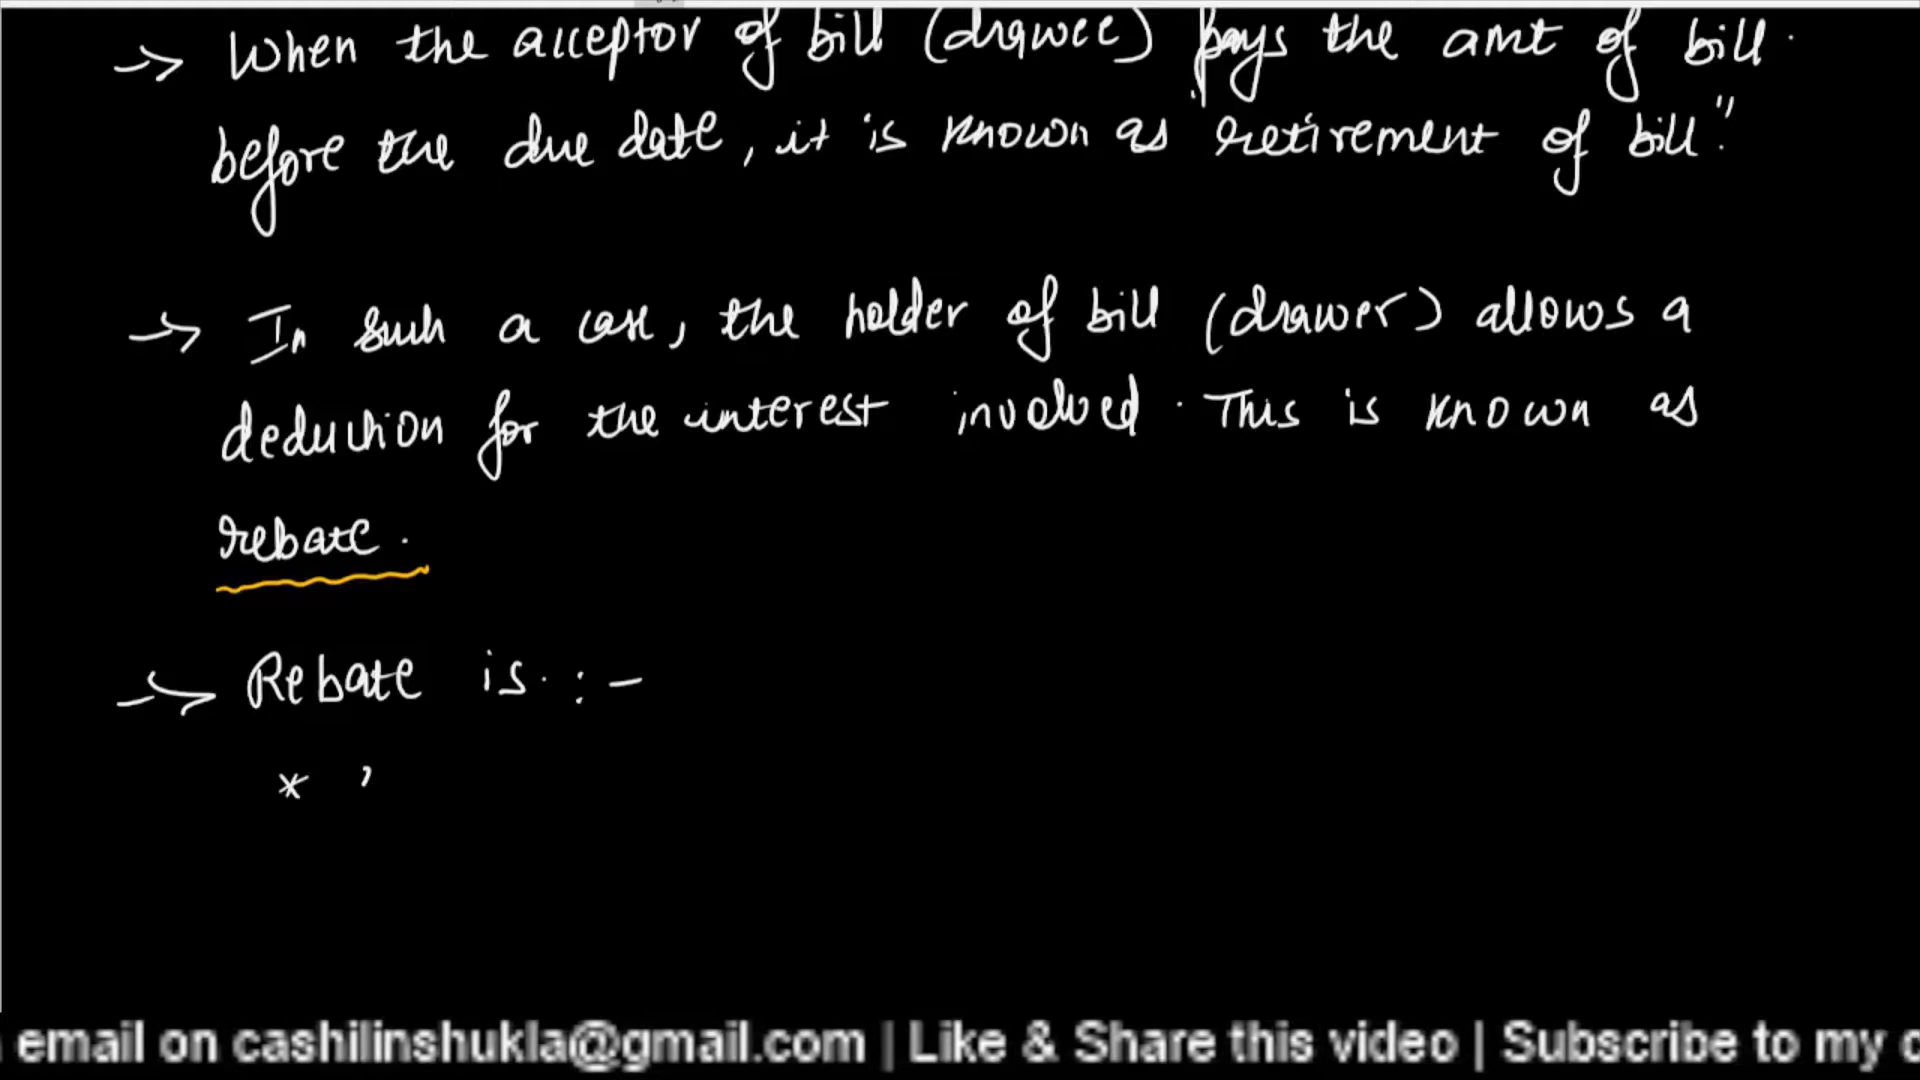 → When the acceptor of bill (drawee) pays the amt of bill.
before the due date, it is known as "retirement of bill."
→ In such a case, the holder of bill (drawer) allows a
deduction for the interest involved. This is known as
rebate.
→ Rebate is. :-
*
email on cashilinshukla@gmail.com | Like & Share this video | Subscribe to my